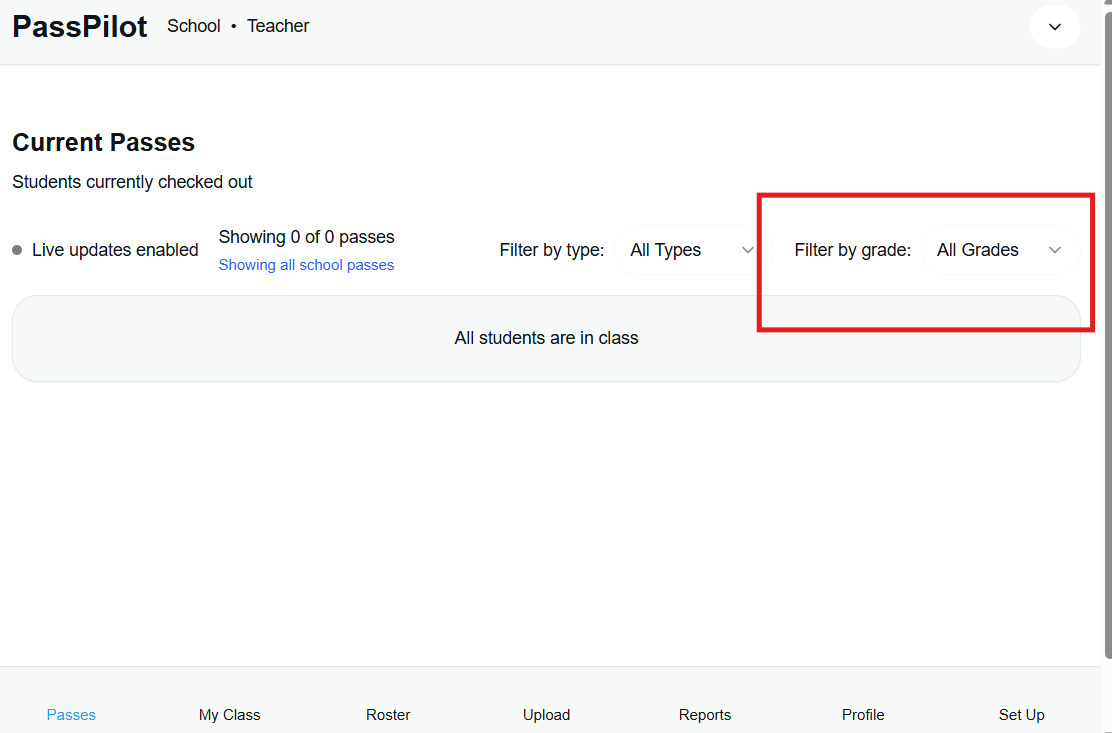 PassPilot School • Teacher
Current Passes
Students currently checked out
Live updates enabled
Showing 0 of 0 passes
Showing all school passes
Filter by type: All Types
Filter by grade: All Grades
All students are in class
Passes My Class Roster Upload Reports Profile Set Up